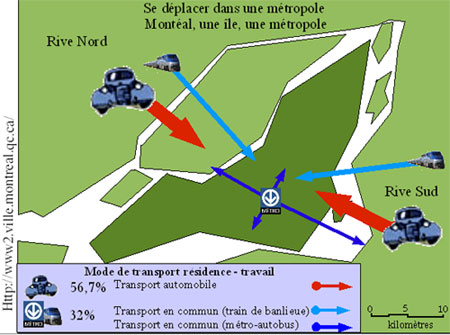 Se déplacer dans une métropole
Montréal, une île, une métropole
Rive Nord
Rive Sud
MÉTRO
Http://www2.ville.montreal.qc.ca/
Mode de transport résidence - travail
56,7% Transport automobile
MÉTRO 32% Transport en commun (train de banlieue)
Transport en commun (métro-autobus)
0 5 10
kilomètres